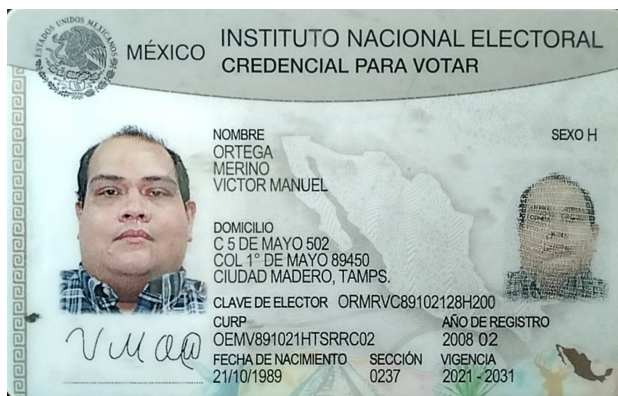 ESTADOS UNIDOS MEXICANOS
MÉXICO
INSTITUTO NACIONAL ELECTORAL
CREDENCIAL PARA VOTAR
NOMBRE
SEXO H
ORTEGA
MERINO
VICTOR MANUEL
DOMICILIO
C 5 DE MAYO 502
COL 1° DE MAYO 89450
CIUDAD MADERO, TAMPS.
CLAVE DE ELECTOR ORMRVC89102128H200
CURP AÑO DE REGISTRO
OEMV891021HTSRRC02 2008 02
FECHA DE NACIMIENTO SECCIÓN VIGENCIA
21/10/1989 0237 2021 - 2031